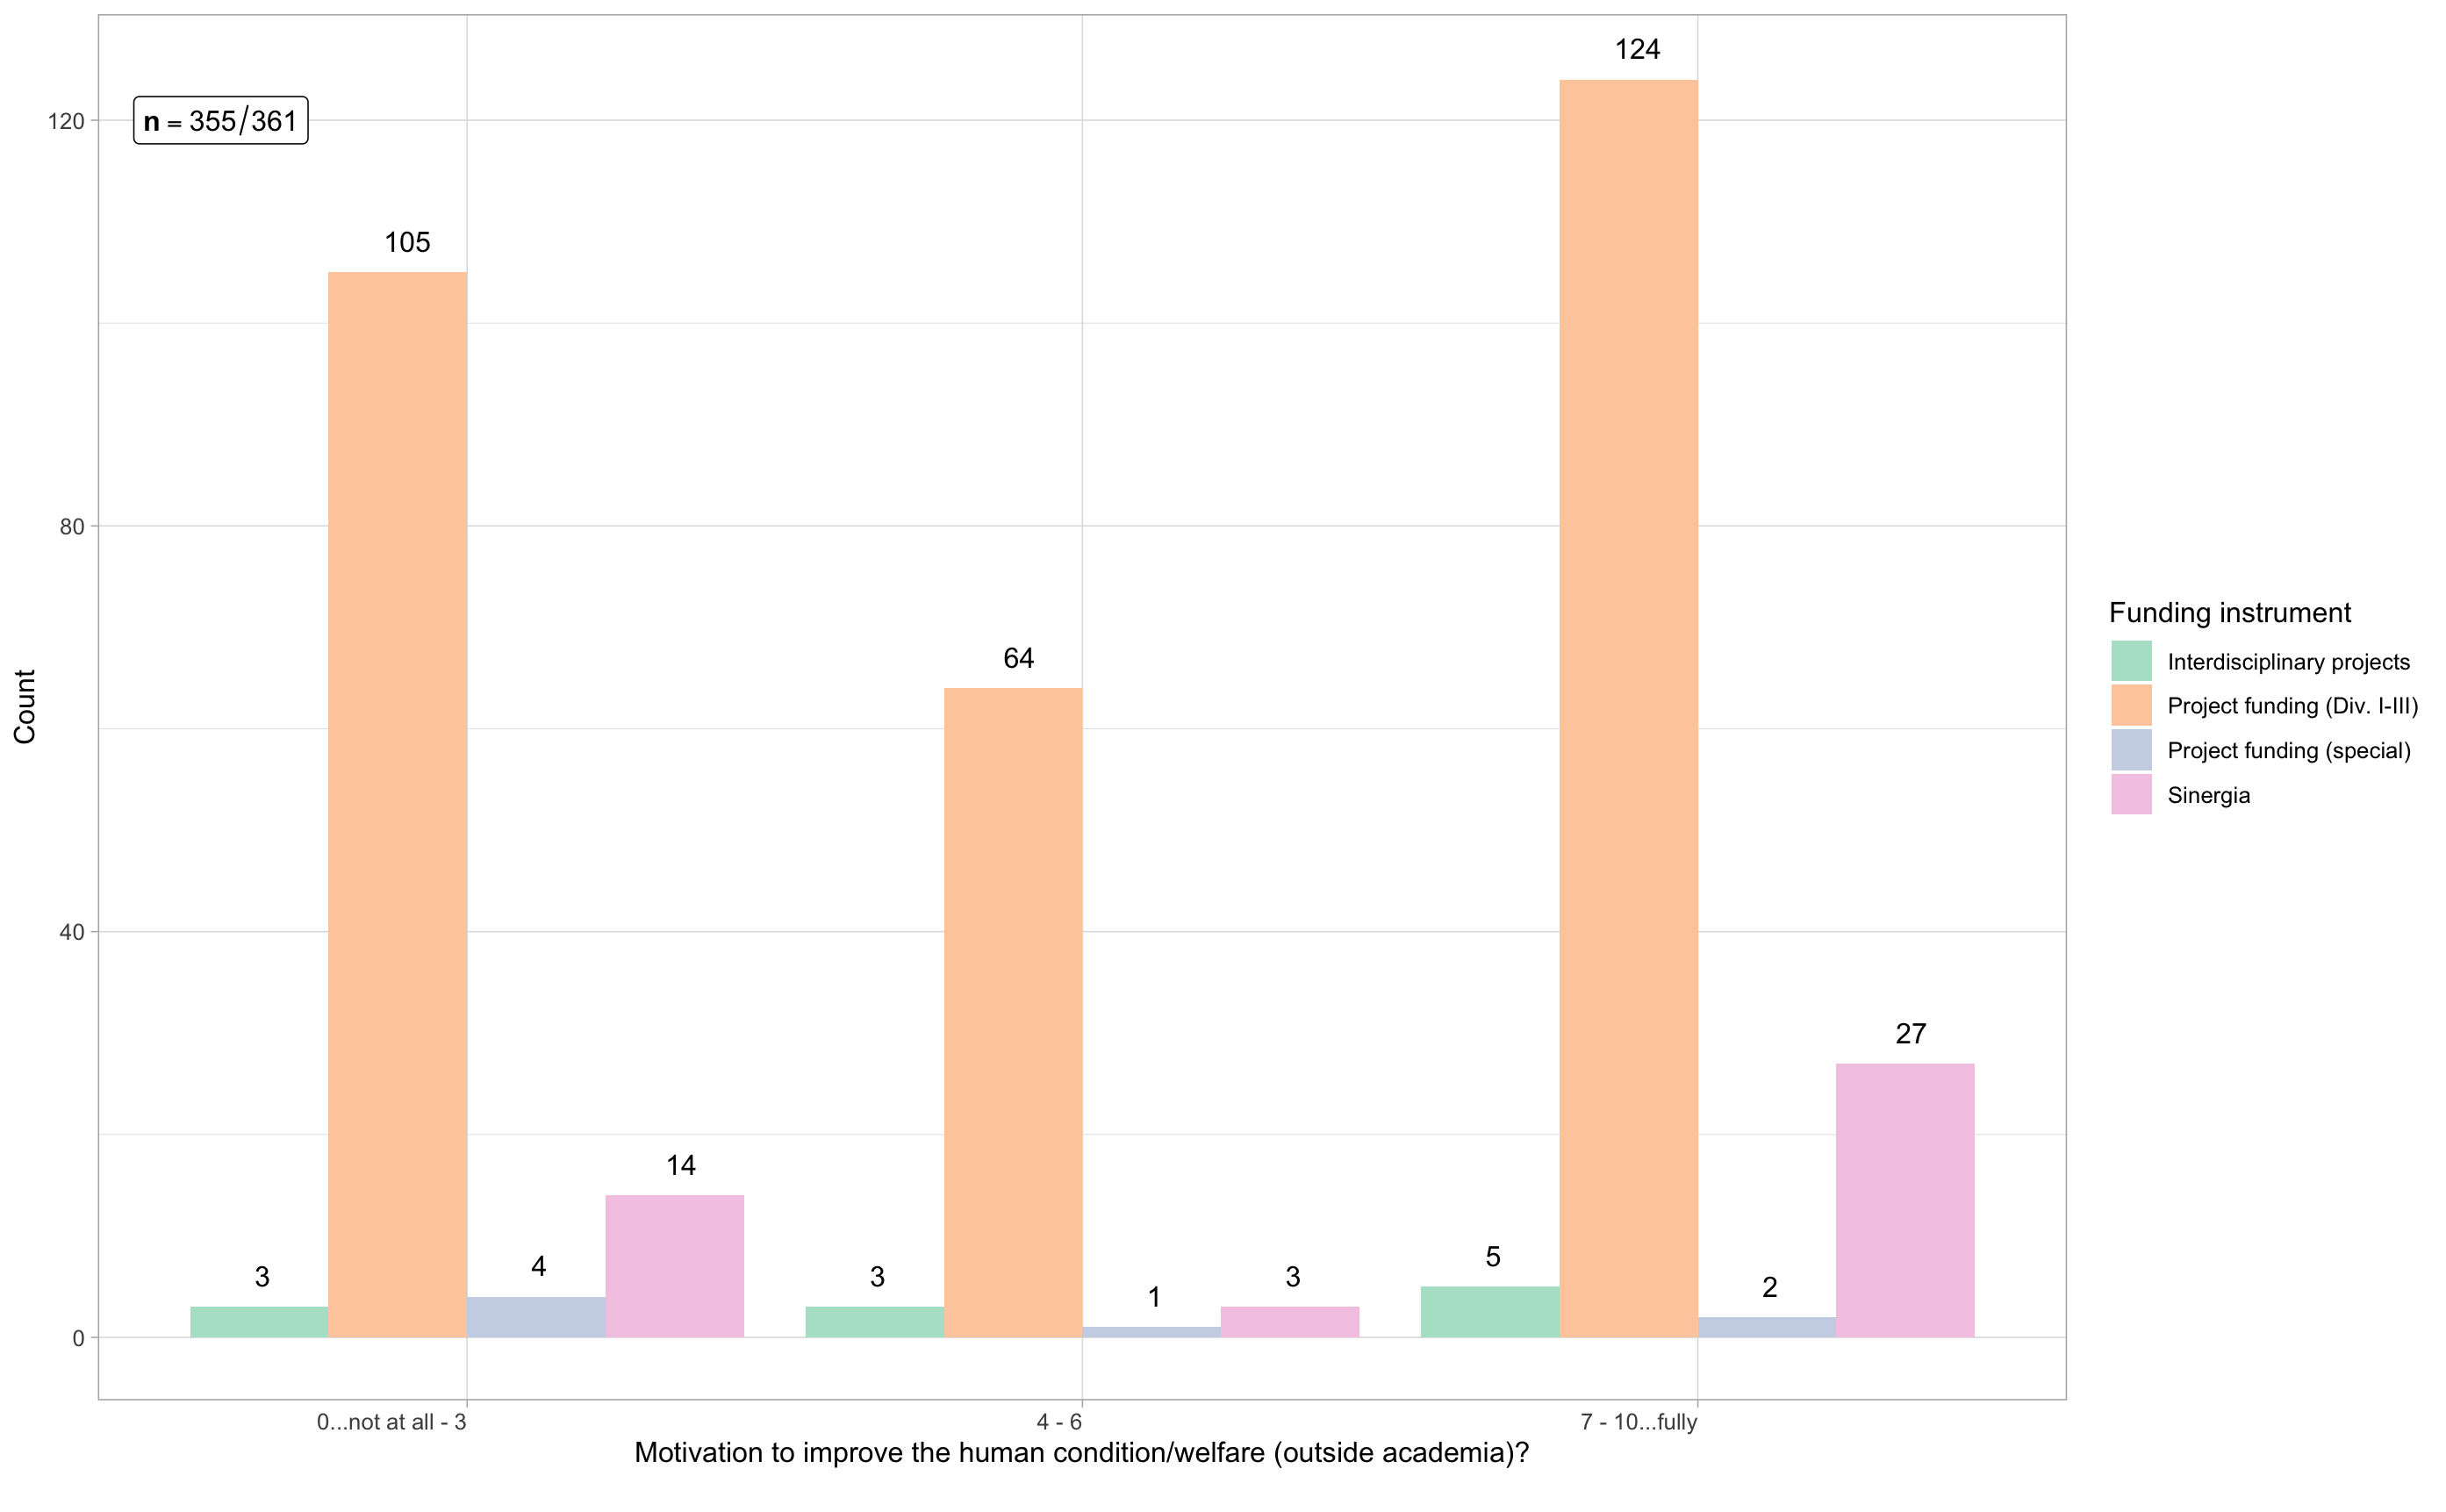 124
n = 355/361
120
105
80
64
Count
40
27
14
3
4
3
1
3
5
2
0
0...not at all - 3
4 - 6
7 - 10...fully
Motivation to improve the human condition/welfare (outside academia)?
Funding instrument
Interdisciplinary projects
Project funding (Div. I-III)
Project funding (special)
Sinergia